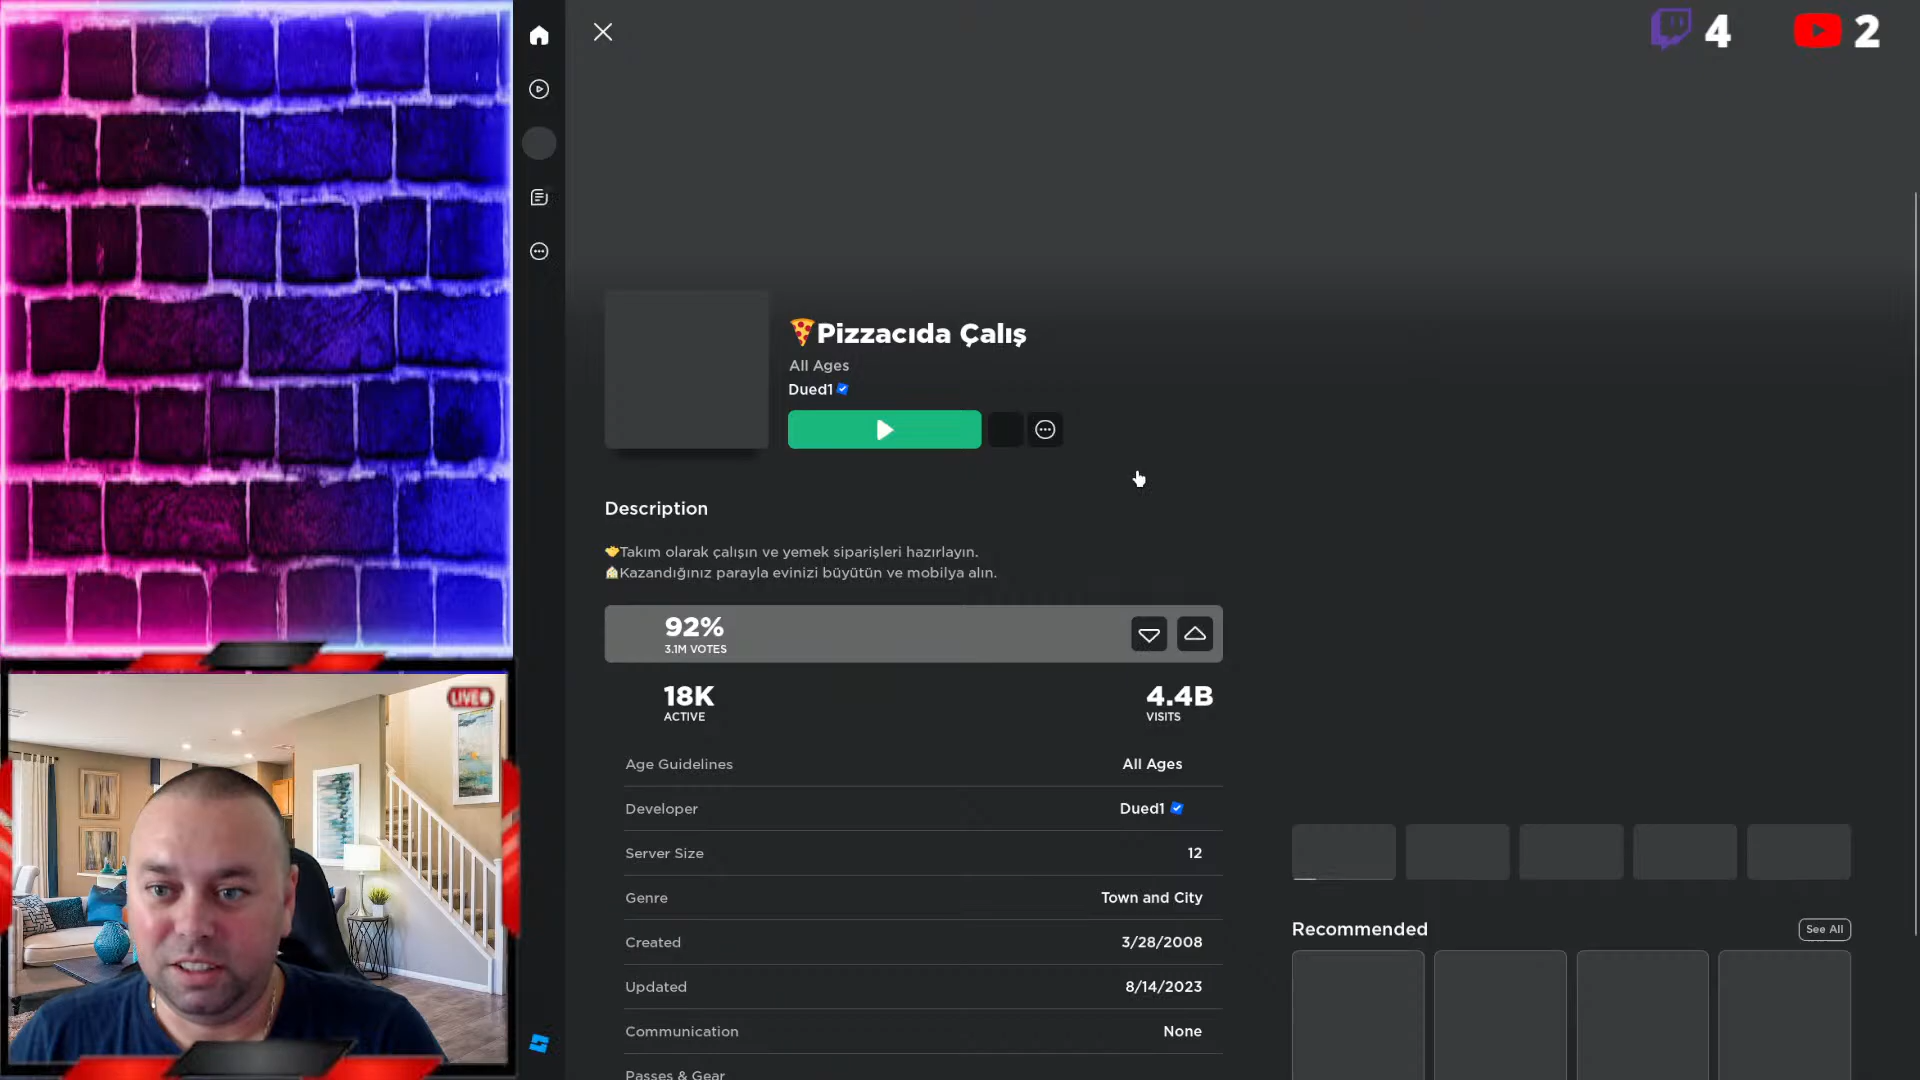 4
2
🍕Pizzacıda Çalış
All Ages
Dued1
Description
🤝Takım olarak çalışın ve yemek siparişleri hazırlayın.
🏠Kazandığınız parayla evinizi büyütün ve mobilya alın.
92%
3.1M VOTES
18K
ACTIVE
4.4B
VISITS
Age Guidelines All Ages
Developer Dued1
Server Size 12
Genre Town and City
Created 3/28/2008
Updated 8/14/2023
Communication None
Passes & Gear
Recommended
See All
LIVE